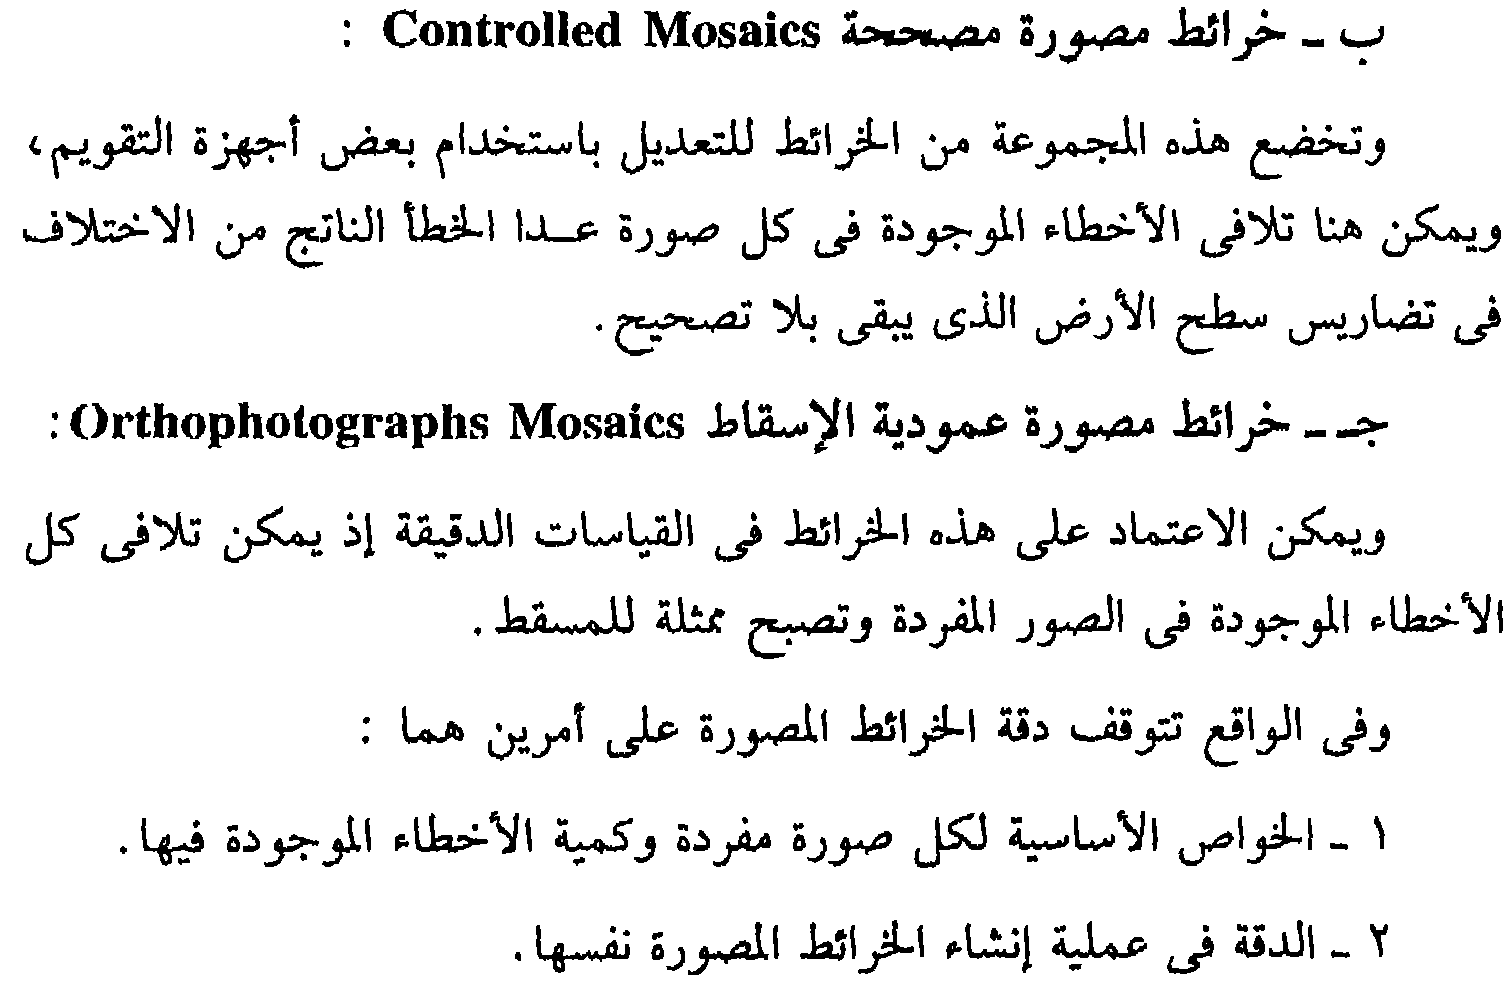 ب ـ خرائط مصورة مصححة Controlled Mosaics :
وتخضع هذه المجموعة من الخرائط للتعديل باستخدام بعض أجهزة التقويم،
ويمكن هنا تلافى الأخطاء الموجودة فى كل صورة عـدا الخطأ الناتج من الاختلاف
فى تضاريس سطح الأرض الذى يبقى بلا تصحيح.
جـ ـ خرائط مصورة عمودية الإسقاط Orthophotographs Mosaics :
ويمكن الاعتماد على هذه الخرائط فى القياسات الدقيقة إذ يمكن تلافى كل
الأخطاء الموجودة فى الصور المفردة وتصبح ممثلة للمسقط.
وفى الواقع تتوقف دقة الخرائط المصورة على أمرين هما :
١ ـ الخواص الأساسية لكل صورة مفردة وكمية الأخطاء الموجودة فيها.
٢ ـ الدقة فى عملية إنشاء الخرائط المصورة نفسها.